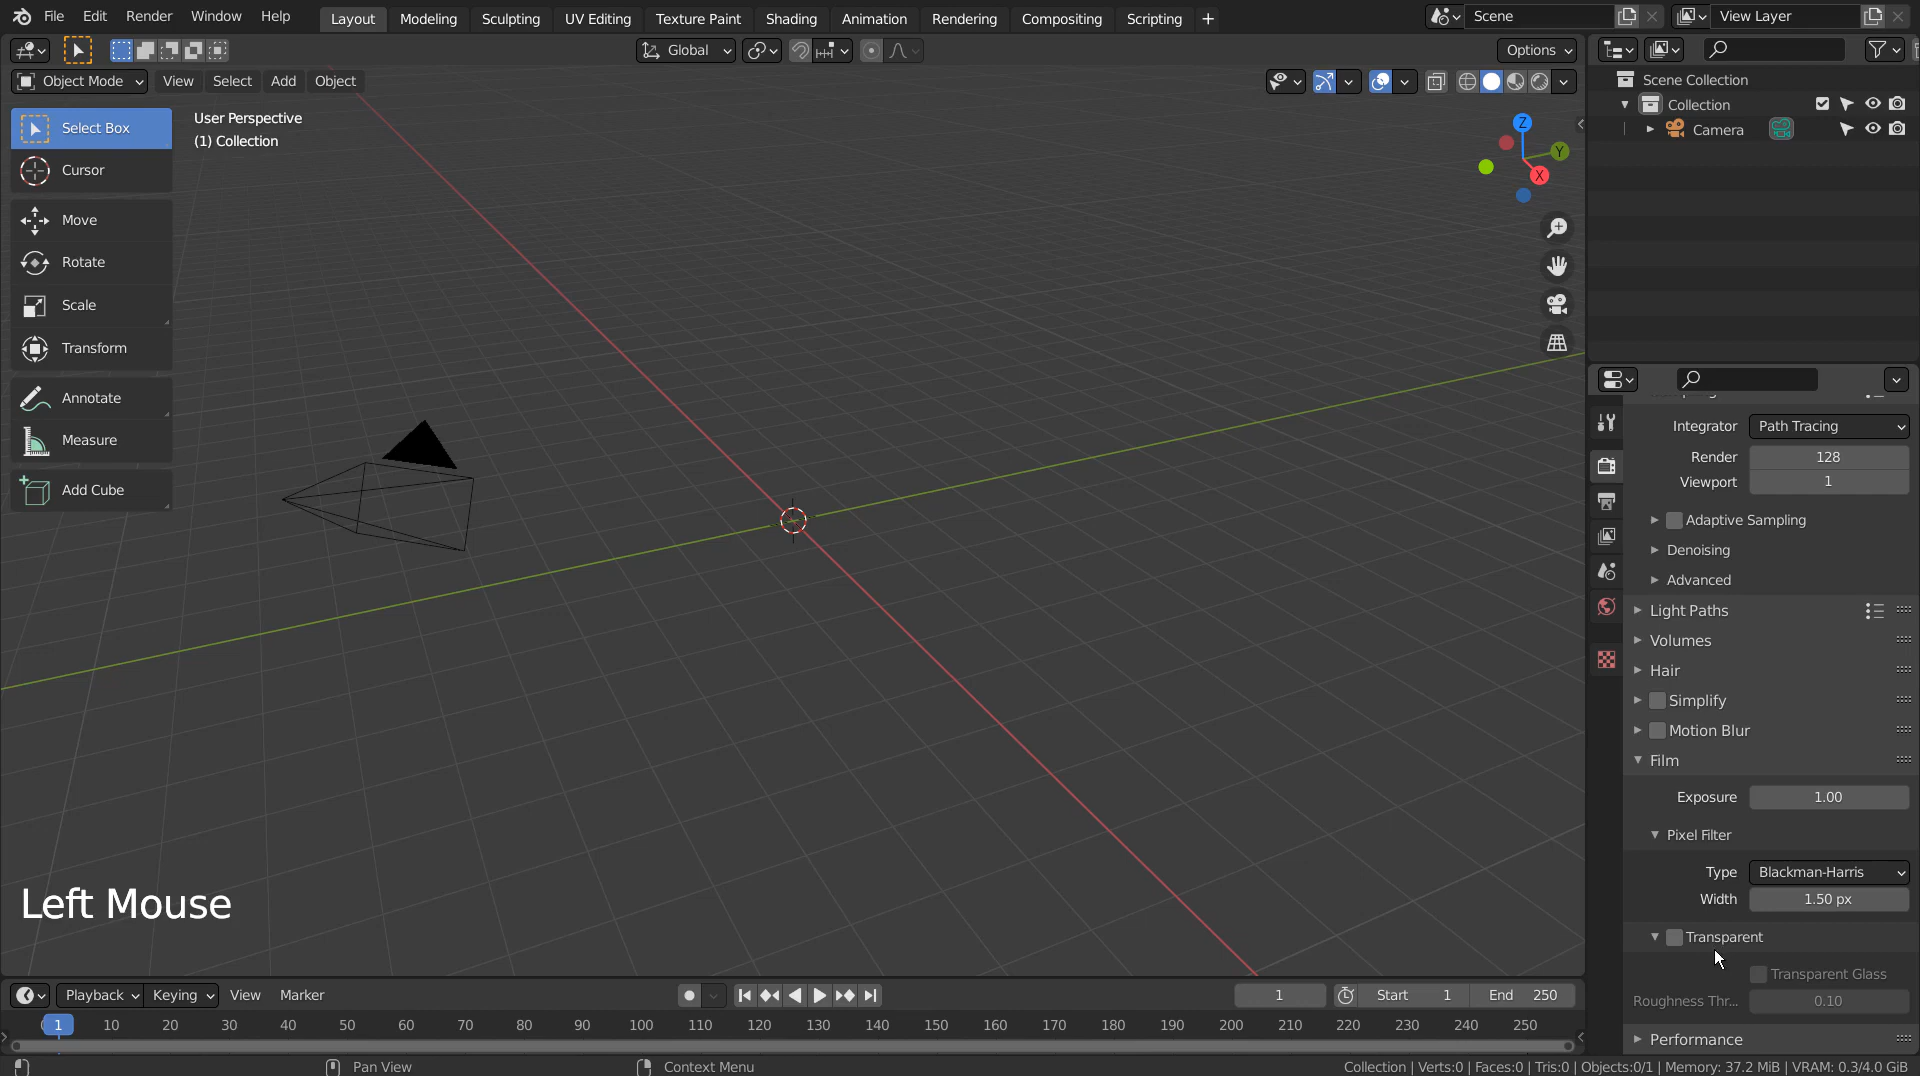 File Edit Render Window Help Layout Modeling Sculpting UV Editing Texture Paint Shading Animation Rendering Compositing Scripting + Scene View Layer
Global Options
Object Mode View Select Add Object
Scene Collection
Collection
Camera
Select Box
Cursor
Move
Rotate
Scale
Transform
Annotate
Measure
Add Cube
User Perspective
(1) Collection
Z
Y
X
Integrator Path Tracing
Render 128
Viewport 1
Adaptive Sampling
Denoising
Advanced
Light Paths
Volumes
Hair
Simplify
Motion Blur
Film
Exposure 1.00
Pixel Filter
Type Blackman-Harris
Width 1.50 px
Transparent
Transparent Glass
Roughness Thr... 0.10
Performance
Left Mouse
Playback Keying View Marker 1 Start 1 End 250
1 10 20 30 40 50 60 70 80 90 100 110 120 130 140 150 160 170 180 190 200 210 220 230 240 250
Pan View Context Menu Collection | Verts:0 | Faces:0 | Tris:0 | Objects:0/1 | Memory: 37.2 MiB | VRAM: 0.3/4.0 GiB